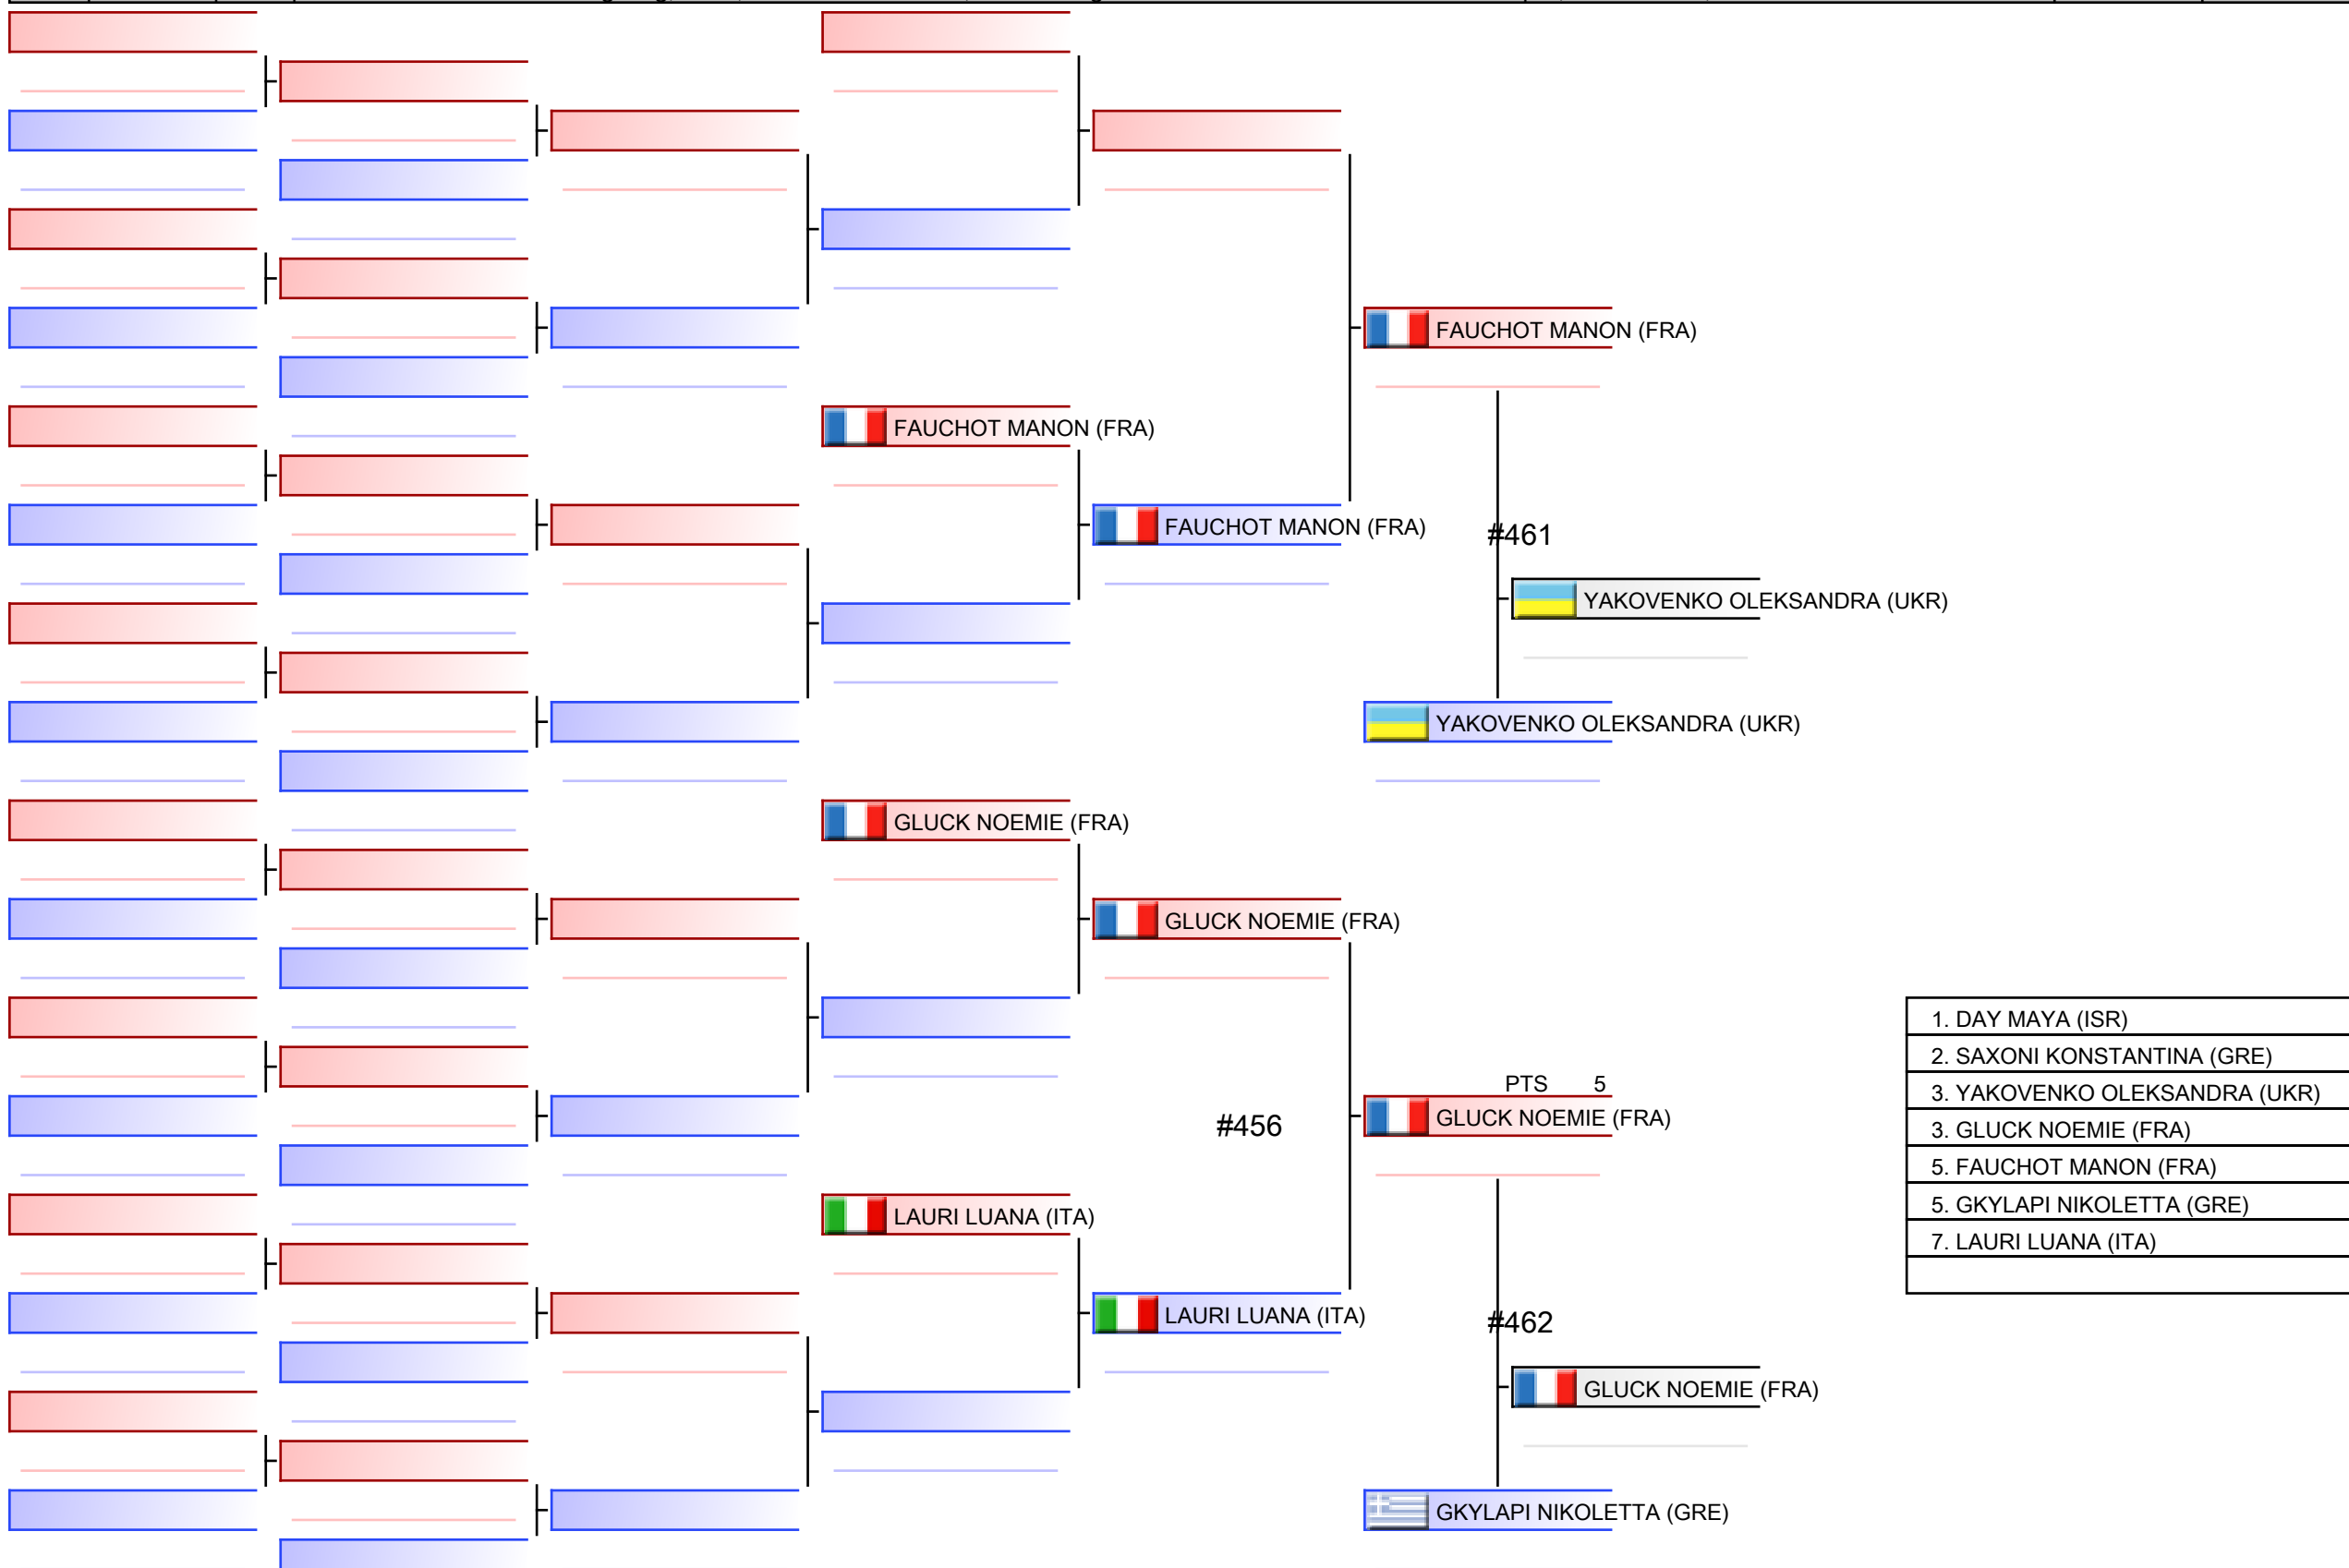 FAUCHOT MANON (FRA)
FAUCHOT MANON (FRA)
FAUCHOT MANON (FRA)
#461
YAKOVENKO OLEKSANDRA (UKR)
YAKOVENKO OLEKSANDRA (UKR)
GLUCK NOEMIE (FRA)
GLUCK NOEMIE (FRA)
PTS 5
#456
GLUCK NOEMIE (FRA)
LAURI LUANA (ITA)
LAURI LUANA (ITA)
#462
GLUCK NOEMIE (FRA)
GKYLAPI NIKOLETTA (GRE)
1. DAY MAYA (ISR)
2. SAXONI KONSTANTINA (GRE)
3. YAKOVENKO OLEKSANDRA (UKR)
3. GLUCK NOEMIE (FRA)
5. FAUCHOT MANON (FRA)
5. GKYLAPI NIKOLETTA (GRE)
7. LAURI LUANA (ITA)